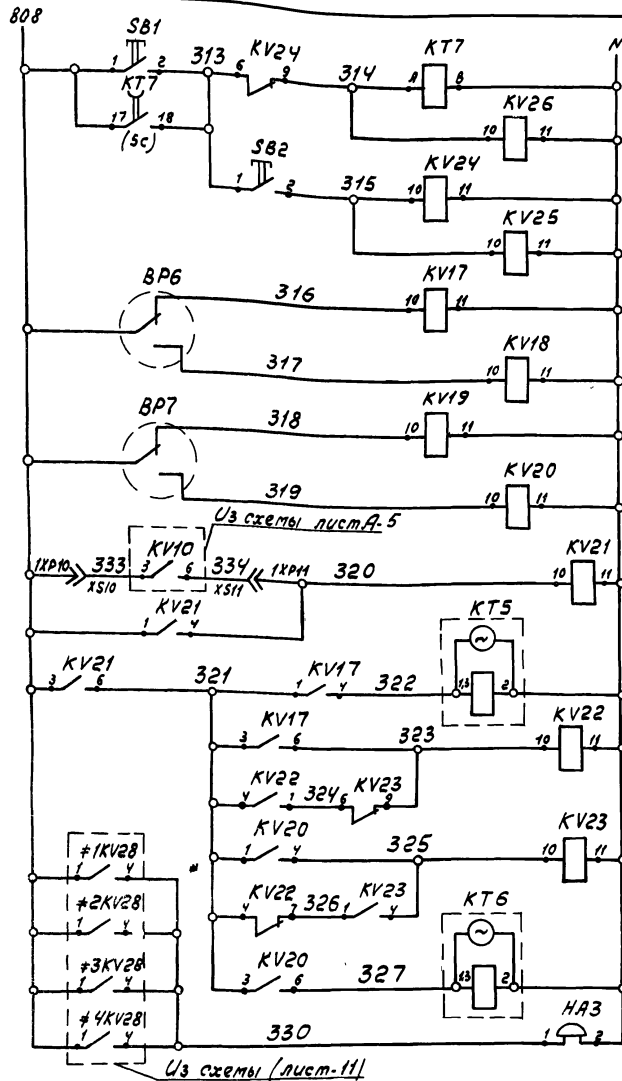 808
N
SB1
1 2
313
KV24
6 9
314
KT7
A B
KT7
17 18
(5c)
KV26
10 11
SB2
1 2
315
KV24
10 11
KV25
10 11
BP6
316
KV17
10 11
317
KV18
10 11
BP7
318
KV19
10 11
319
KV20
10 11
Из схемы лист А-5
1XP10
333
XS10
KV10
3 6
334
XS11
1XP11
320
KV21
10 11
KV21
1 4
KV21
3 6
321
KV17
1 4
322
KT5
~
13 2
KV17
3 6
323
KV22
10 11
KV22
4 1
324
KV23
6 9
KV20
1 4
325
KV23
10 11
KV22
4 7
326
KV23
1 4
KT6
~
13 2
KV20
3 6
327
*
#1KV28
1 4
#2KV28
1 4
#3KV28
1 4
#4KV28
1 4
330
HA3
1 2
Из схемы (лист-11)